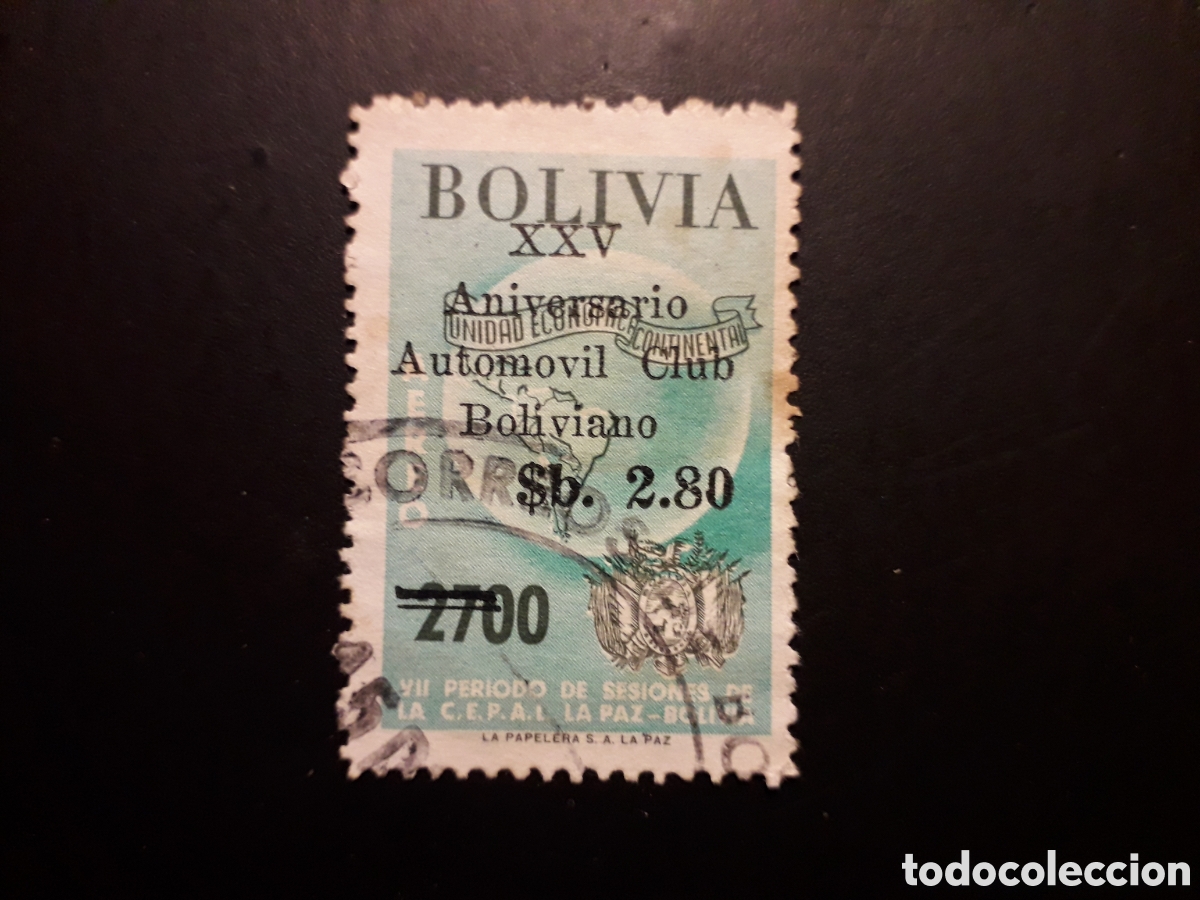 BOLIVIA
XXV
Aniversario
UNIDAD ECONOMICA CONTINENTAL
Automovil Club
Boliviano
CORREOS
$b. 2.80
2700
VII PERIODO DE SESIONES DE
LA C.E.P.A.L. LA PAZ-BOLIVIA
LA PAPELERA S. A. LA PAZ
todocoleccion